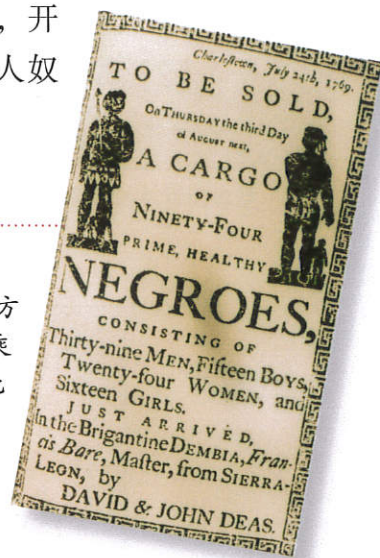 ，开
人奴
方
乘
Charlestown, July 24th, 1769.
TO BE SOLD,
On THURSDAY the third Day
of AUGUST next,
A CARGO
OF
NINETY-FOUR
PRIME, HEALTHY
NEGROES,
CONSISTING OF
Thirty-nine MEN, Fifteen BOYS,
Twenty-four WOMEN, and
Sixteen GIRLS.
JUST ARRIVED,
In the Brigantine DEMBIA, Fran-
cis Bare, Master, from SIERRA-
LEON, by
DAVID & JOHN DEAS.